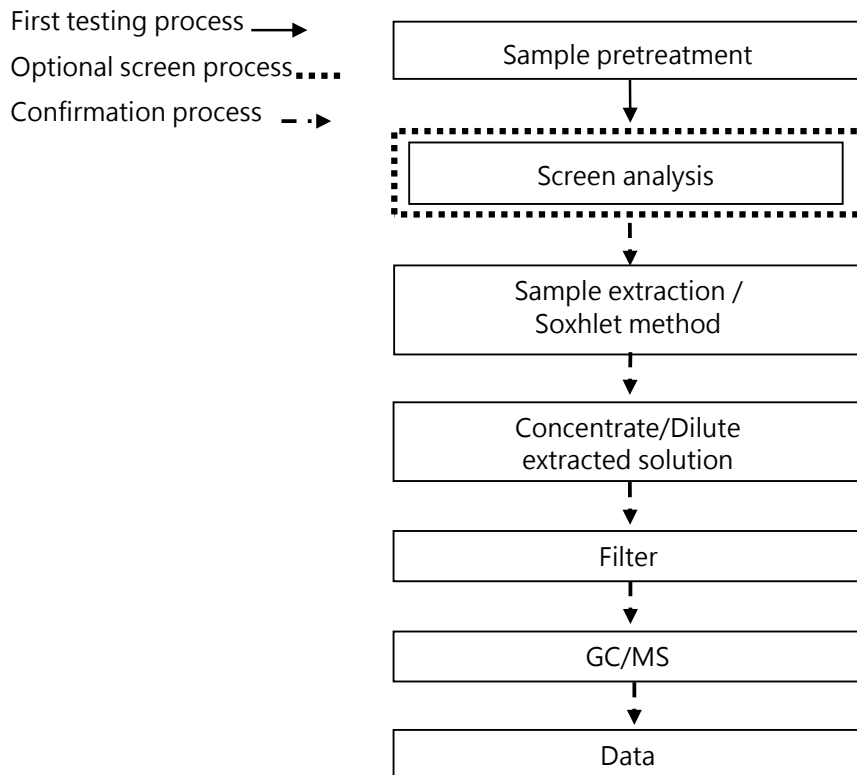 First testing process
Optional screen process
Confirmation process
Sample pretreatment
Screen analysis
Sample extraction /
Soxhlet method
Concentrate/Dilute
extracted solution
Filter
GC/MS
Data